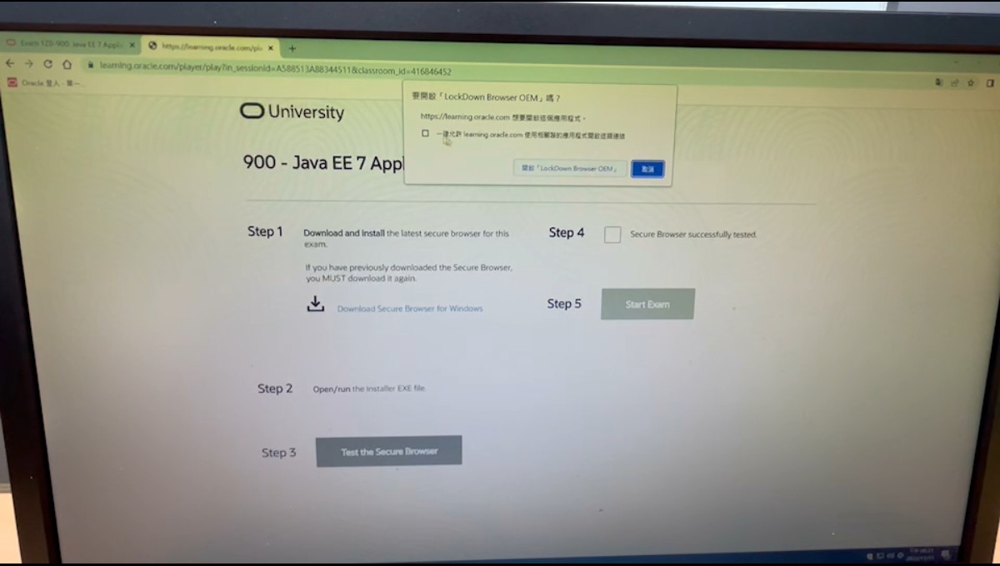 Exam 1Z0-900 Java EE 7 Appli
https://learning.oracle.com/pla
learning.oracle.com/player/play?in_sessionid=A588513A88344511&classroom_id=416846452
Oracle 登入 - 單一...
要開啟「LockDown Browser OEM」嗎？
https://learning.oracle.com 想要開啟這個應用程式。
一律允許 learning.oracle.com 使用相關聯的應用程式開啟這類連結
開啟「LockDown Browser OEM」
取消
University
900 - Java EE 7 Appl
Step 1
Download and install the latest secure browser for this
exam.
If you have previously downloaded the Secure Browser,
you MUST download it again.
Download Secure Browser for Windows
Step 2
Open/run the installer EXE file.
Step 3
Test the Secure Browser
Step 4
Secure Browser successfully tested.
Step 5
Start Exam